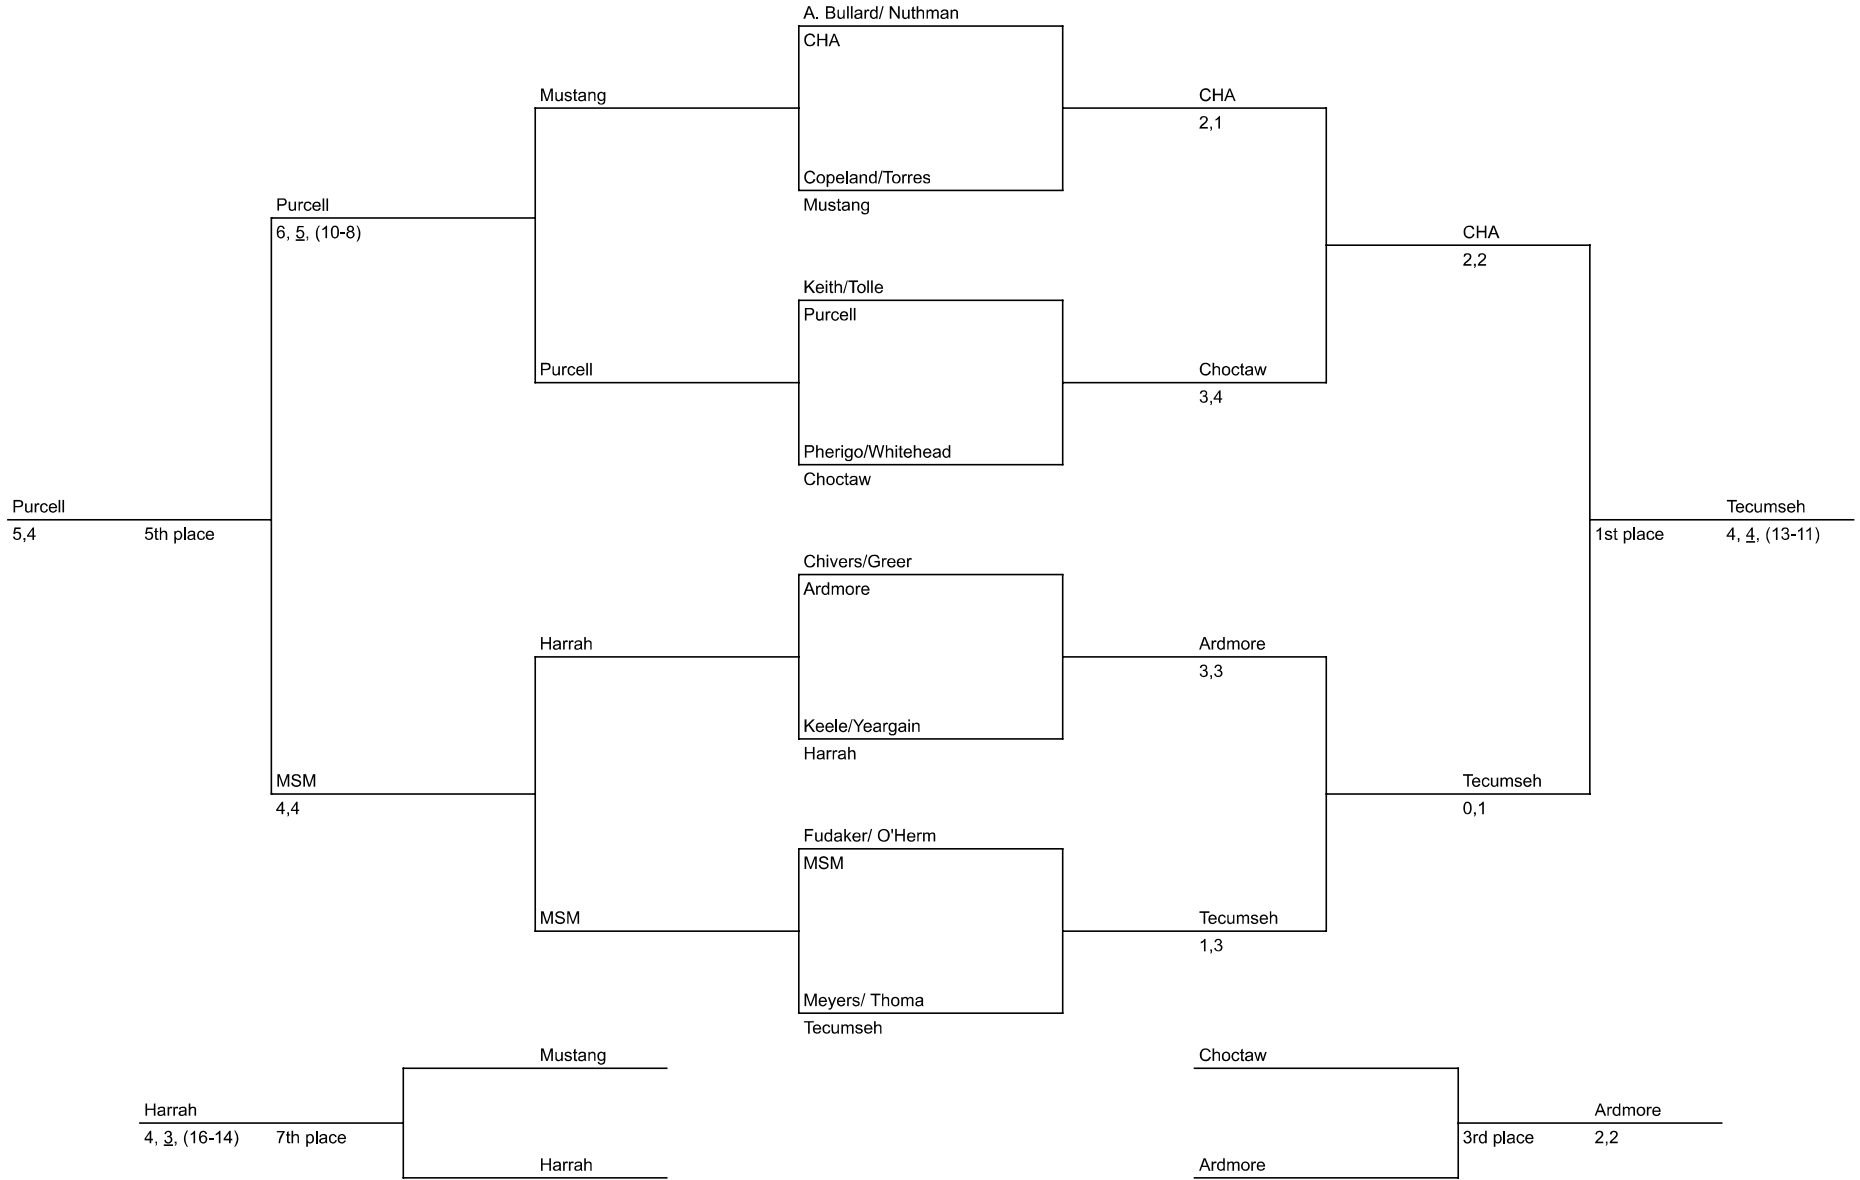 A. Bullard/ Nuthman
CHA
Mustang
CHA
2,1
Copeland/Torres
Mustang
Purcell
6, 5, (10-8)
CHA
2,2
Keith/Tolle
Purcell
Purcell
Choctaw
3,4
Pherigo/Whitehead
Choctaw
Purcell
5,4
5th place
1st place
Tecumseh
4, 4, (13-11)
Chivers/Greer
Ardmore
Harrah
Ardmore
3,3
Keele/Yeargain
Harrah
MSM
4,4
Tecumseh
0,1
Fudaker/ O'Herm
MSM
MSM
Tecumseh
1,3
Meyers/ Thoma
Tecumseh
Mustang
Choctaw
Harrah
4, 3, (16-14)
7th place
3rd place
Ardmore
2,2
Harrah
Ardmore